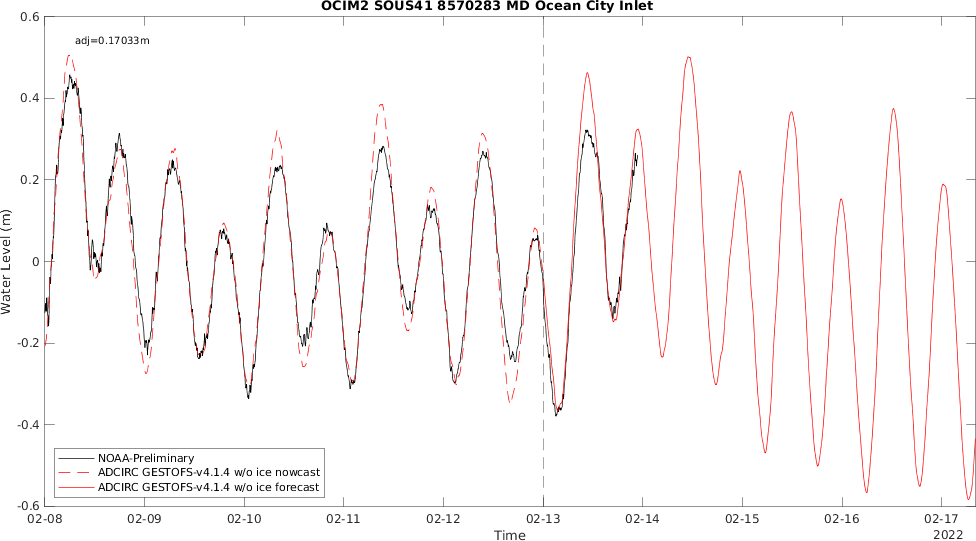 OCIM2 SOUS41 8570283 MD Ocean City Inlet
adj=0.17033m
0.6
0.4
0.2
0
-0.2
-0.4
-0.6
Water Level (m)
NOAA-Preliminary
ADCIRC GESTOFS-v4.1.4 w/o ice nowcast
ADCIRC GESTOFS-v4.1.4 w/o ice forecast
02-08 02-09 02-10 02-11 02-12 02-13 02-14 02-15 02-16 02-17
Time
2022